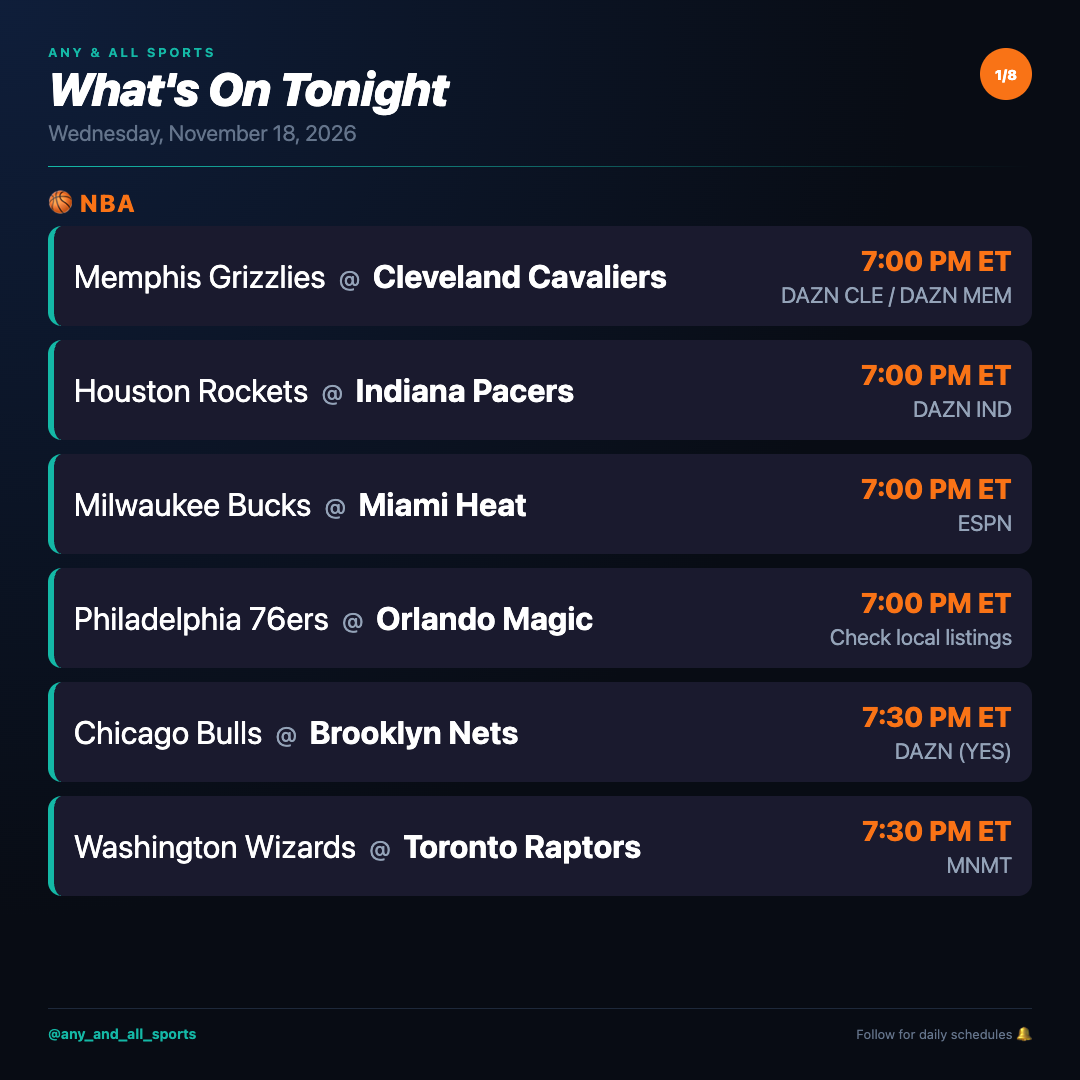 ANY & ALL SPORTS
What's On Tonight
1/8
Wednesday, November 18, 2026
🏀 NBA
Memphis Grizzlies @ Cleveland Cavaliers
7:00 PM ET
DAZN CLE / DAZN MEM
Houston Rockets @ Indiana Pacers
7:00 PM ET
DAZN IND
Milwaukee Bucks @ Miami Heat
7:00 PM ET
ESPN
Philadelphia 76ers @ Orlando Magic
7:00 PM ET
Check local listings
Chicago Bulls @ Brooklyn Nets
7:30 PM ET
DAZN (YES)
Washington Wizards @ Toronto Raptors
7:30 PM ET
MNMT
@any_and_all_sports
Follow for daily schedules 🔔